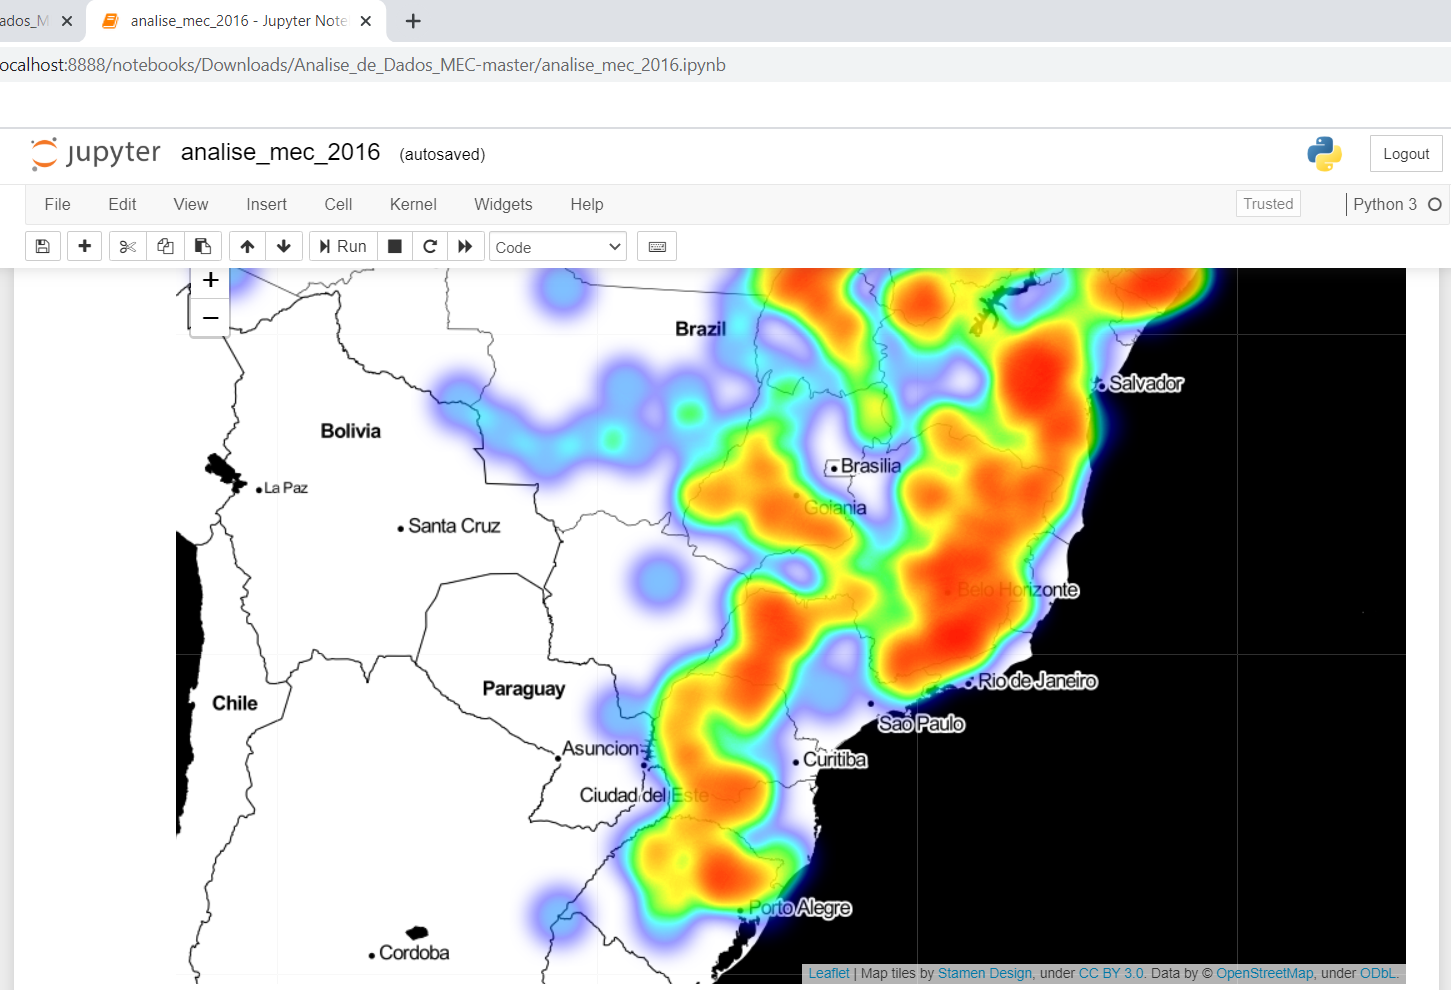 ados_M
analise_mec_2016 - Jupyter Note
ocalhost:8888/notebooks/Downloads/Analise_de_Dados_MEC-master/analise_mec_2016.ipynb
jupyter analise_mec_2016 (autosaved)
Logout
File Edit View Insert Cell Kernel Widgets Help
Trusted
Python 3
Run
Code
+
−
Brazil
Salvador
Bolivia
Brasilia
La Paz
Goiania
Santa Cruz
Belo Horizonte
Rio de Janeiro
Paraguay
Chile
Sao Paulo
Asuncion
Curitiba
Ciudad del Este
Porto Alegre
Cordoba
Leaflet | Map tiles by Stamen Design, under CC BY 3.0. Data by © OpenStreetMap, under ODbL.